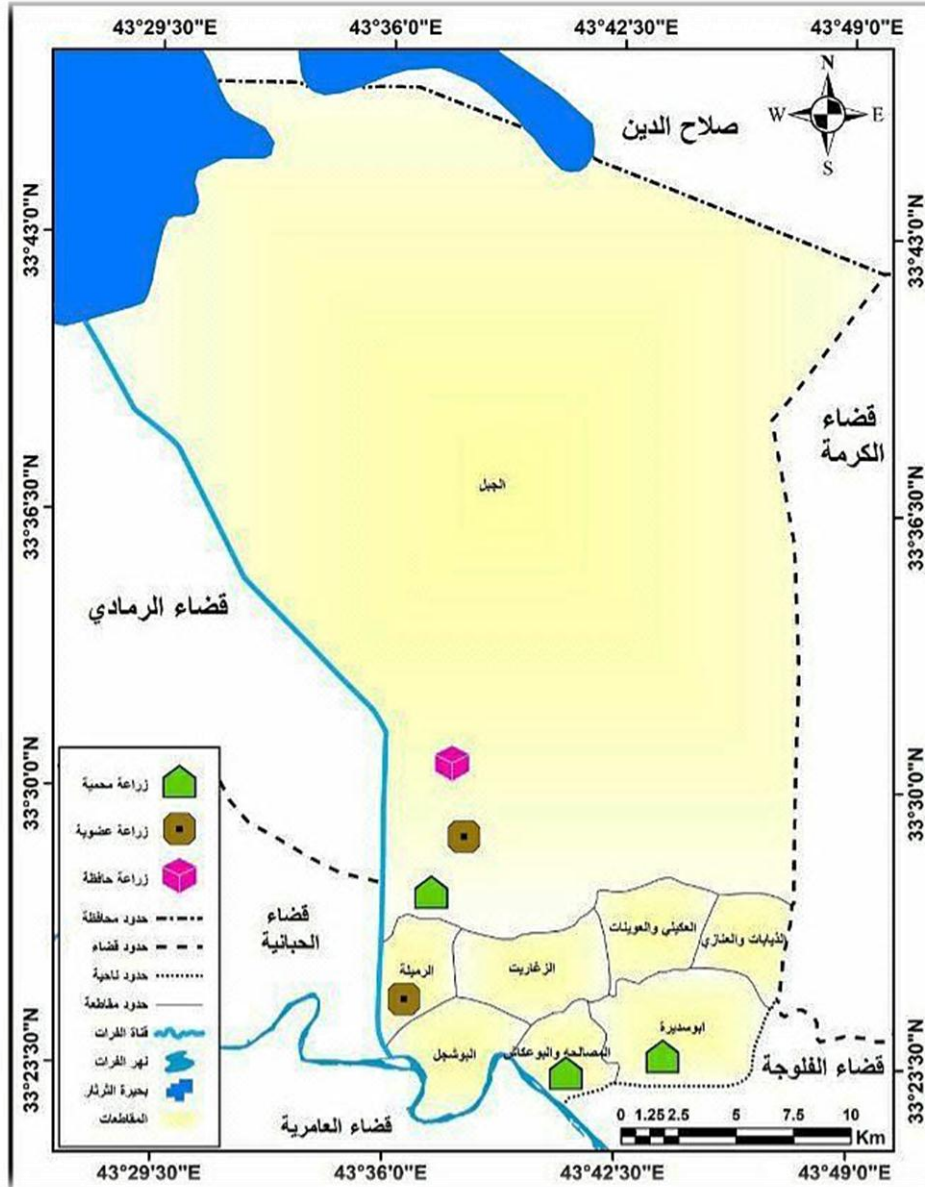 43°29'30"E
43°36'0"E
43°42'30"E
43°49'0"E
N
W
E
S
صلاح الدين
33°43'0"N
33°43'0"N
قضاء
الكرمة
الجبل
33°36'30"N
33°36'30"N
قضاء الرمادي
33°30'0"N
33°30'0"N
زراعة محمية
زراعة عضوية
زراعة حافظة
حدود محافظة
حدود قضاء
حدود ناحية
حدود مقاطعة
قناة الفرات
نهر الفرات
بحيرة الثرثار
المقاطعات
قضاء
الحبانية
العكيلي والعوينات
الذيابات والعنازي
الرميلة
الزغاريت
ابوسديرة
البوشجل
المصالحه والبوعكاش
33°23'30"N
33°23'30"N
قضاء الفلوجة
قضاء العامرية
0 1.25 2.5 5 7.5 10
Km
43°29'30"E
43°36'0"E
43°42'30"E
43°49'0"E